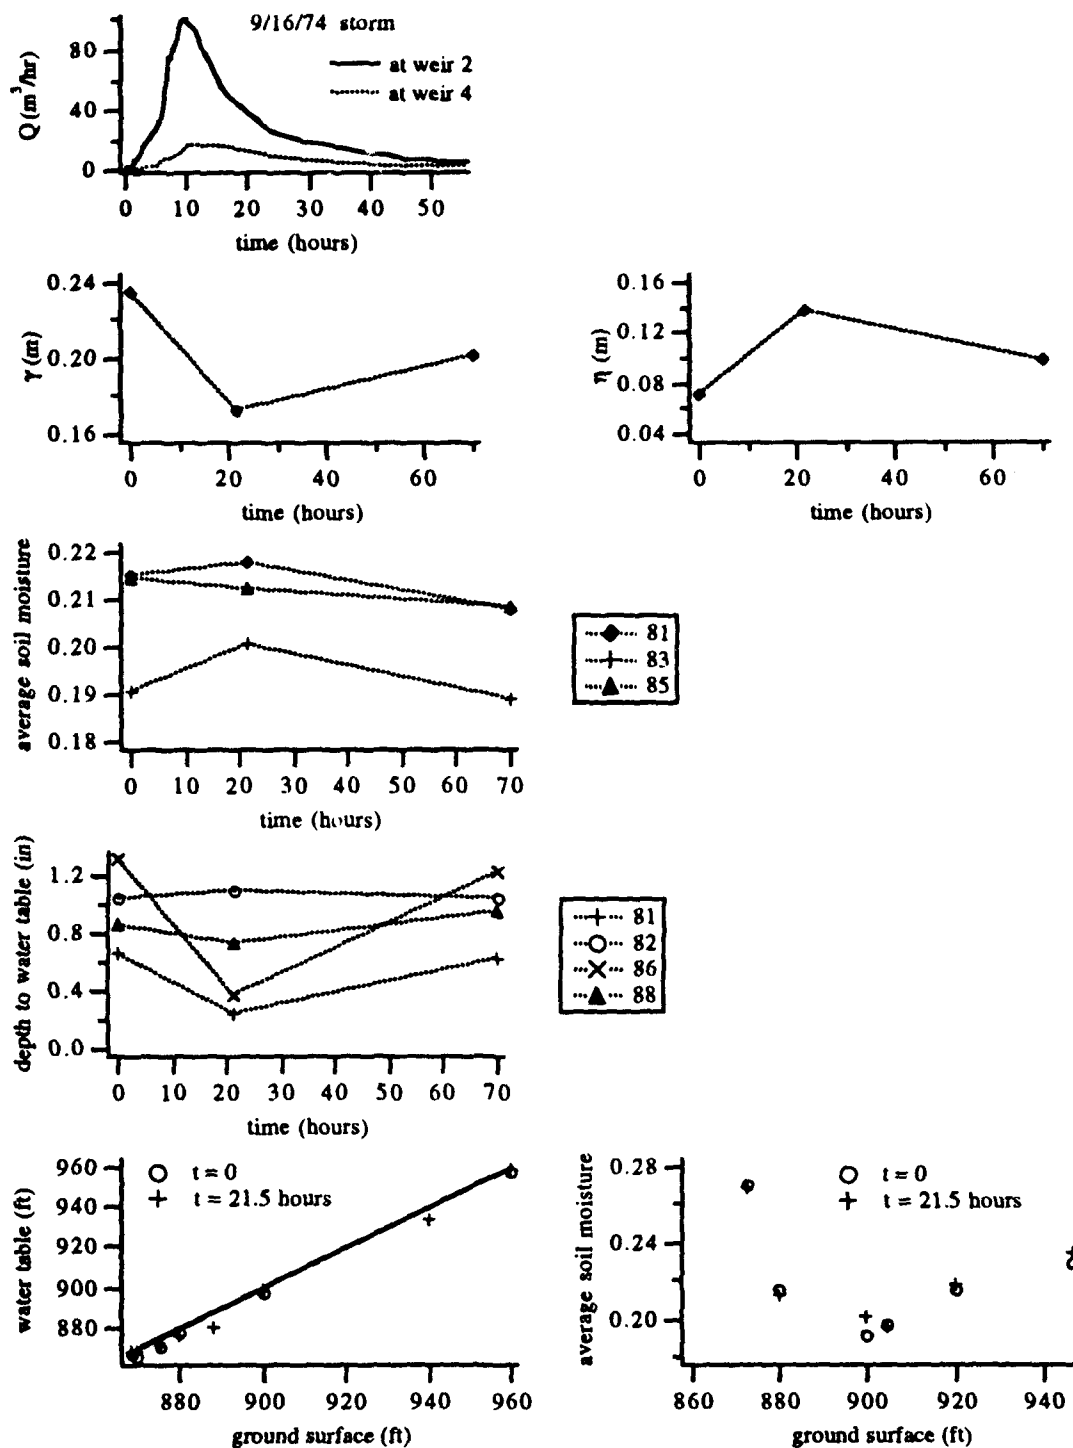 9/16/74 storm
at weir 2
at weir 4
Q (m³/hr)
80
40
0
0 10 20 30 40 50
time (hours)
γ (m)
0.24
0.20
0.16
0 20 40 60
time (hours)
η (m)
0.16
0.12
0.08
0.04
0 20 40 60
time (hours)
average soil moisture
0.22
0.21
0.20
0.19
0.18
0 10 20 30 40 50 60 70
time (hours)
81
83
85
depth to water table (in)
1.2
0.8
0.4
0.0
0 10 20 30 40 50 60 70
time (hours)
81
82
86
88
water table (ft)
960
940
920
900
880
t = 0
t = 21.5 hours
880 900 920 940 960
ground surface (ft)
average soil moisture
0.28
0.24
0.20
t = 0
t = 21.5 hours
860 880 900 920 940
ground surface (ft)